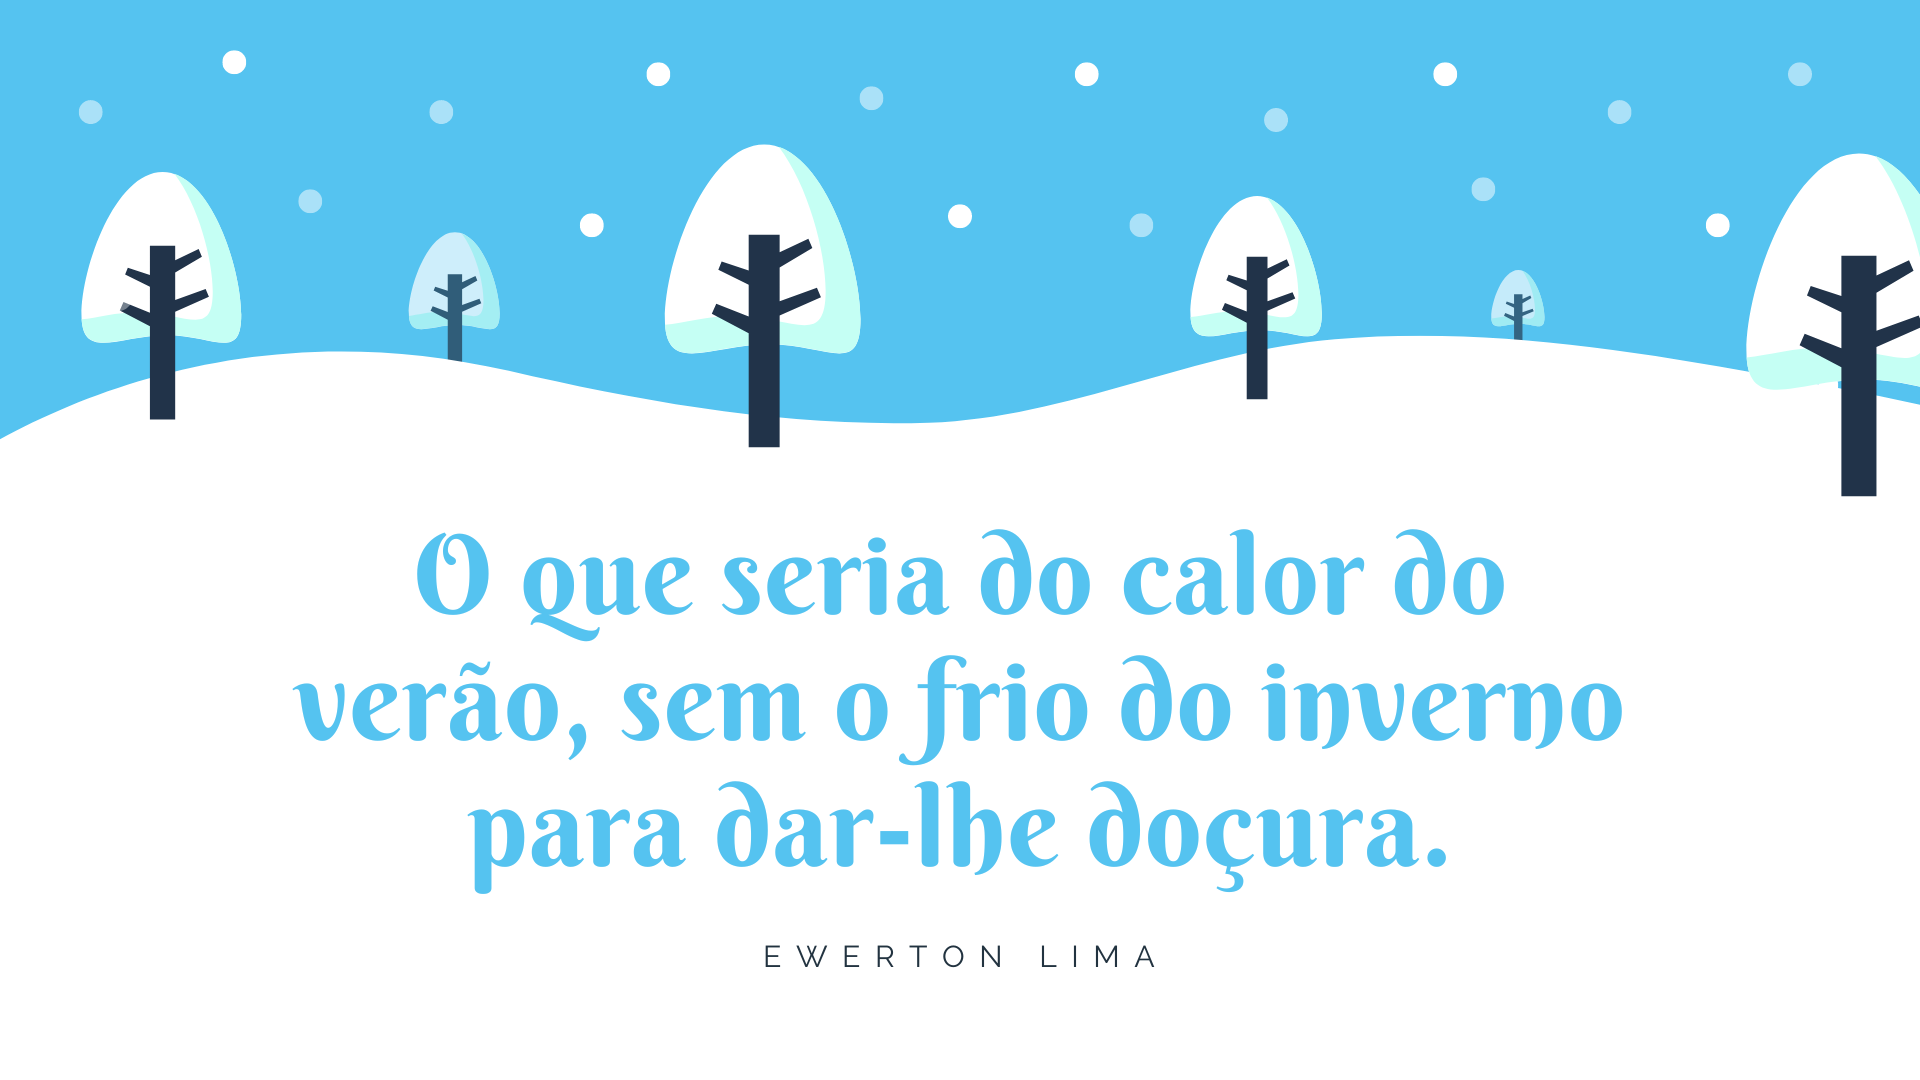 O que seria do calor do
verão, sem o frio do inverno
para dar-lhe doçura.
EWERTON LIMA